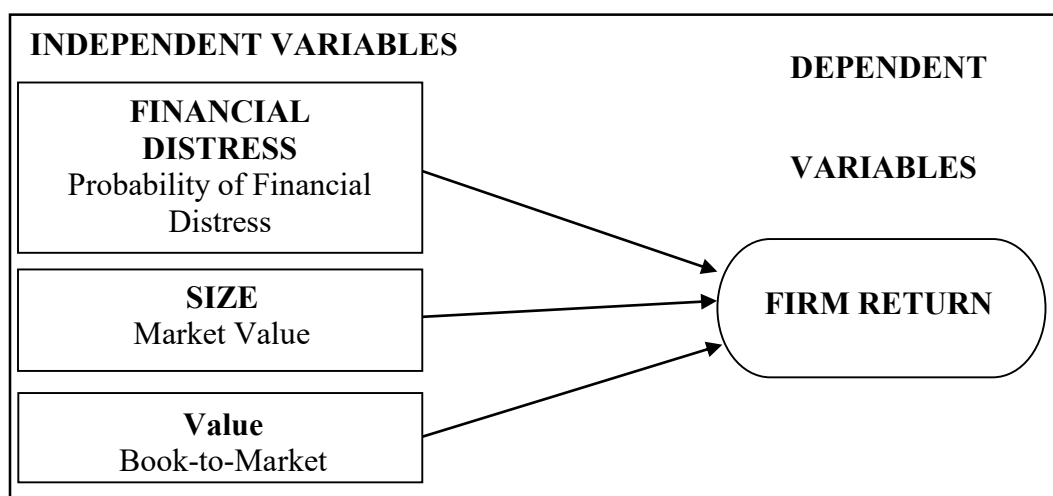 INDEPENDENT VARIABLES
FINANCIAL
DISTRESS
Probability of Financial
Distress
SIZE
Market Value
Value
Book-to-Market
DEPENDENT
VARIABLES
FIRM RETURN